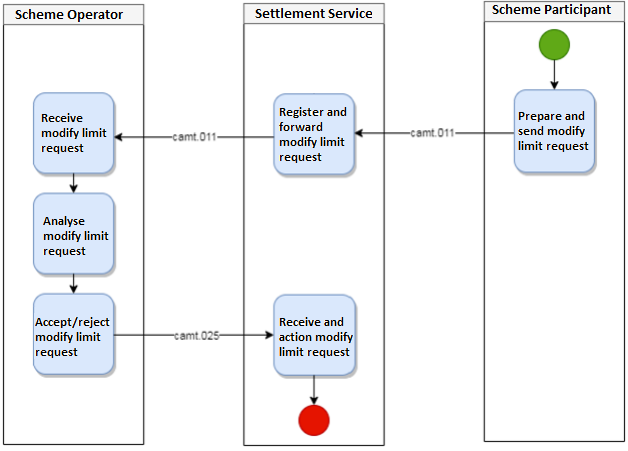 Scheme Operator
Settlement Service
Scheme Participant
Receive
modify limit
request
camt.011
Register and
forward
modify limit
request
camt.011
Prepare and
send modify
limit request
Analyse
modify limit
request
Accept/reject
modify limit
request
camt.025
Receive and
action modify
limit request